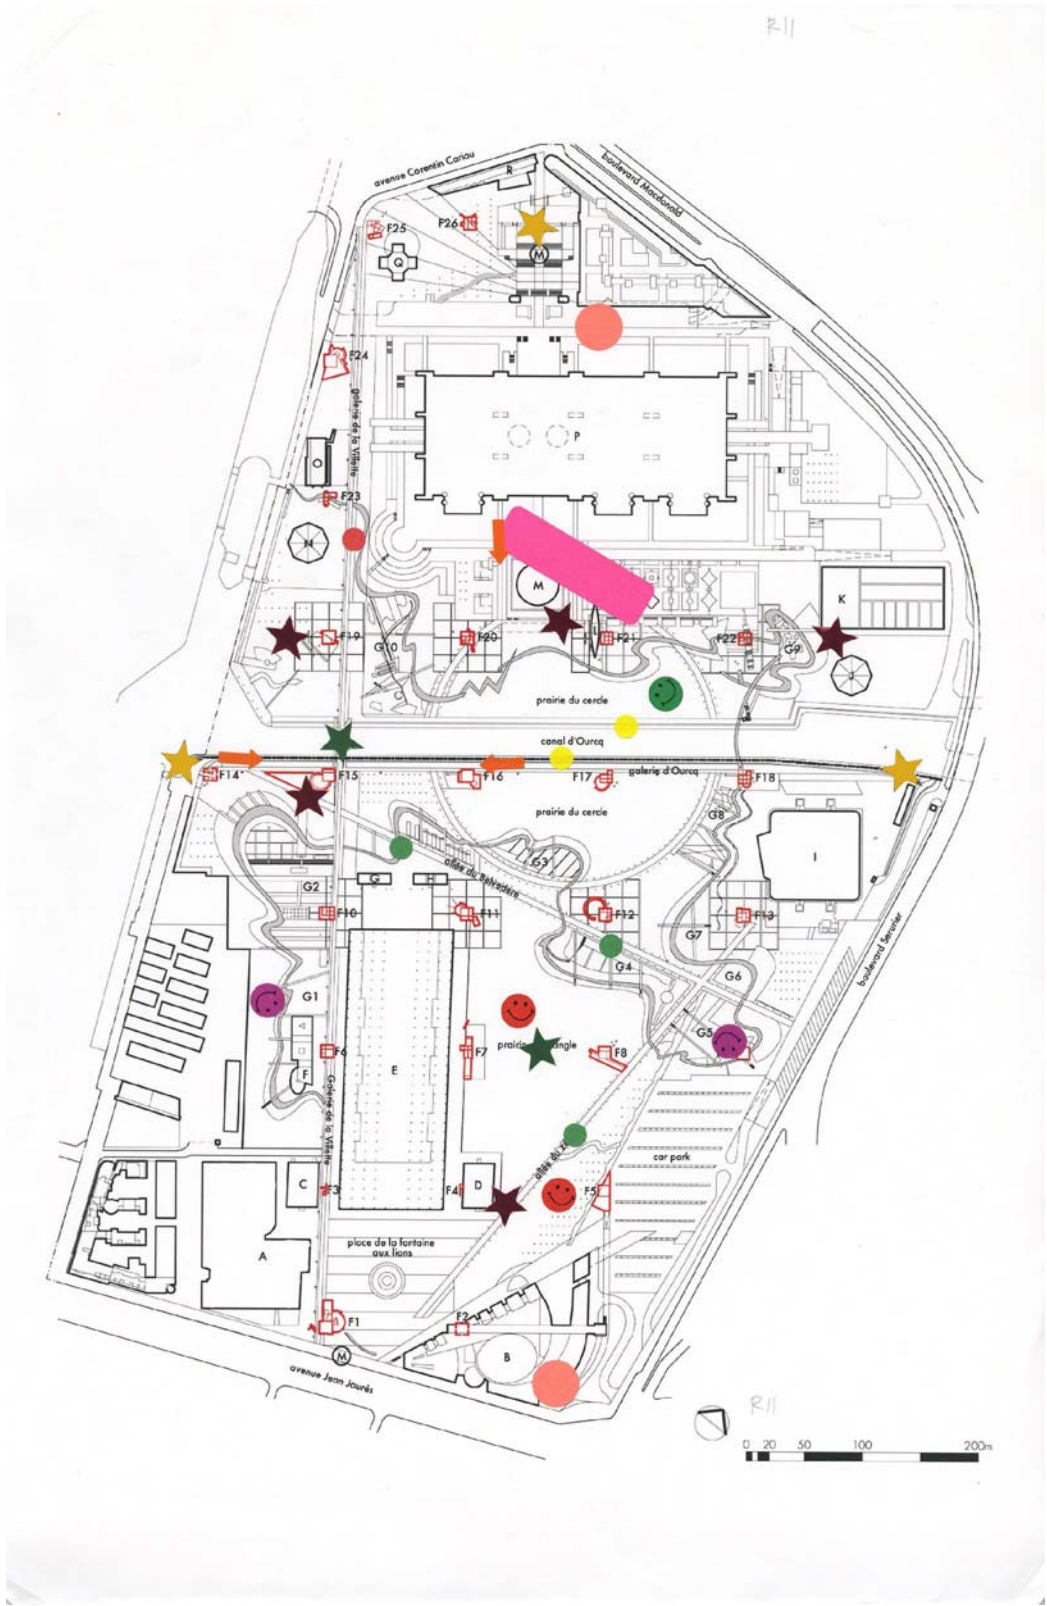 R11
avenue Corentin Cariou
boulevard Macdonald
R
F25
F26
M
Q
F24
galerie de la Villette
P
O
F23
N
M
K
F19
F20
F21
F22
G10
G9
J
prairie du cercle
canal d'Ourcq
galerie d'Ourcq
F14
F15
F16
F17
F18
prairie du cercle
G8
I
G3
allée du Belvedere
G
H
G2
F10
F11
F12
F13
G7
G4
G6
boulevard Serurier
G1
G5
F6
F7
F8
F
E
Galerie de la Villette
car park
C
F3
F4
D
F5
A
place de la fontaine
aux lions
F1
F2
B
M
avenue Jean Jaurés
R11
0 20 50 100 200m